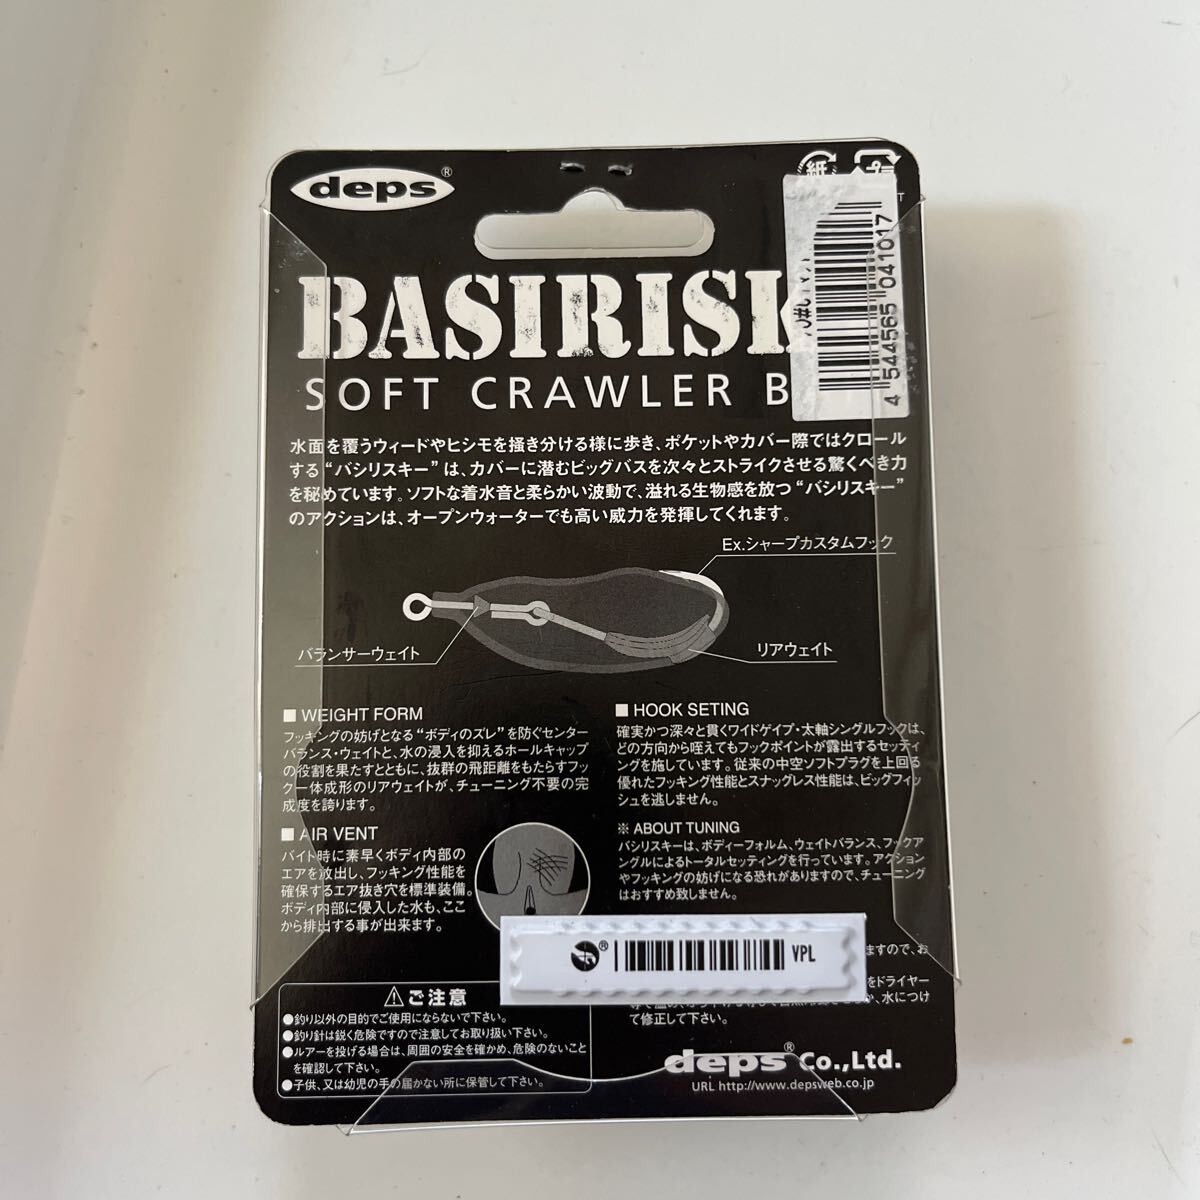 deps®
紙
BASIRISK
SOFT CRAWLER B
4 544565 041017
水面を覆うウィードやヒシモを掻き分ける様に歩き、ポケットやカバー際ではクロール
する“バシリスキー”は、カバーに潜むビッグバスを次々とストライクさせる驚くべき力
を秘めています。ソフトな着水音と柔らかい波動で、溢れる生物感を放つ“バシリスキー”
のアクションは、オープンウォーターでも高い威力を発揮してくれます。
Ex.シャープカスタムフック
バランサーウェイト
リアウェイト
■ WEIGHT FORM
フッキングの妨げとなる“ボディのズレ”を防ぐセンター
バランス・ウェイトと、水の浸入を抑えるホールキャップ
の役割を果たすとともに、抜群の飛距離をもたらすフッ
ク一体成形のリアウェイトが、チューニング不要の完
成度を誇ります。
■ AIR VENT
バイト時に素早くボディ内部の
エアを放出し、フッキング性能を
確保するエア抜き穴を標準装備。
ボディ内部に侵入した水も、ここ
から排出する事が出来ます。
■ HOOK SETING
確実かつ深々と貫くワイドゲイプ・太軸シングルフックは、
どの方向から咥えてもフックポイントが露出するセッティ
ングを施しています。従来の中空ソフトプラグを上回る
優れたフッキング性能とスナッグレス性能は、ビッグフィッ
シュを逃しません。
※ ABOUT TUNING
バシリスキーは、ボディーフォルム、ウェイトバランス、フックア
ングルによるトータルセッティングを行っています。アクション
やフッキングの妨げになる恐れがありますので、チューニング
はおすすめ致しません。
ますので、お
をドライヤー
、水につけ
て修正して下さい。
® VPL
⚠ご注意
●釣り以外の目的でご使用にならないで下さい。
●釣り針は鋭く危険ですので注意してお取り扱い下さい。
●ルアーを投げる場合は、周囲の安全を確かめ、危険のないこと
を確認して下さい。
●子供、又は幼児の手の届かない所に保管して下さい。
deps® Co.,Ltd.
URL http://www.depsweb.co.jp